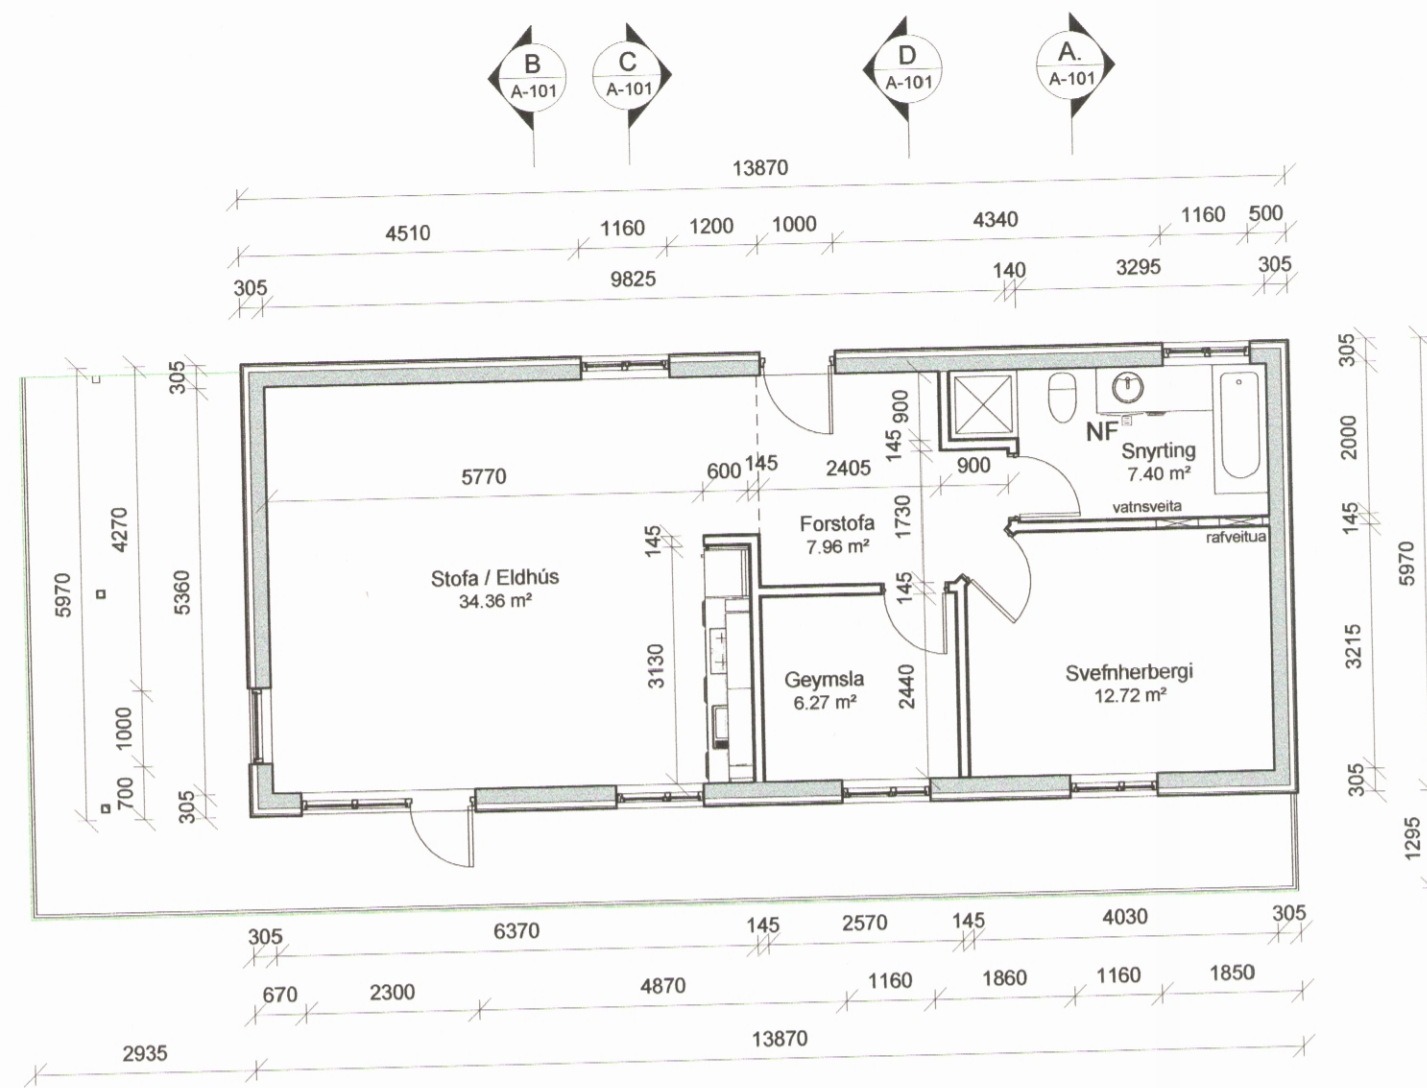 B
A-101
C
A-101
D
A-101
A.
A-101
13870
4510
1160
1200
1000
4340
1160
500
305
9825
140
3295
305
305
4270
5970
5360
1000
700
305
305
2000
145
5970
3215
305
1295
5770
600
145
2405
900
900
145
1730
145
2440
145
3130
NF
Snyrting
7.40 m²
vatnsveita
rafveitua
Forstofa
7.96 m²
Stofa / Eldhús
34.36 m²
Geymsla
6.27 m²
Svefnherbergi
12.72 m²
305
6370
145
2570
145
4030
305
670
2300
4870
1160
1860
1160
1850
2935
13870